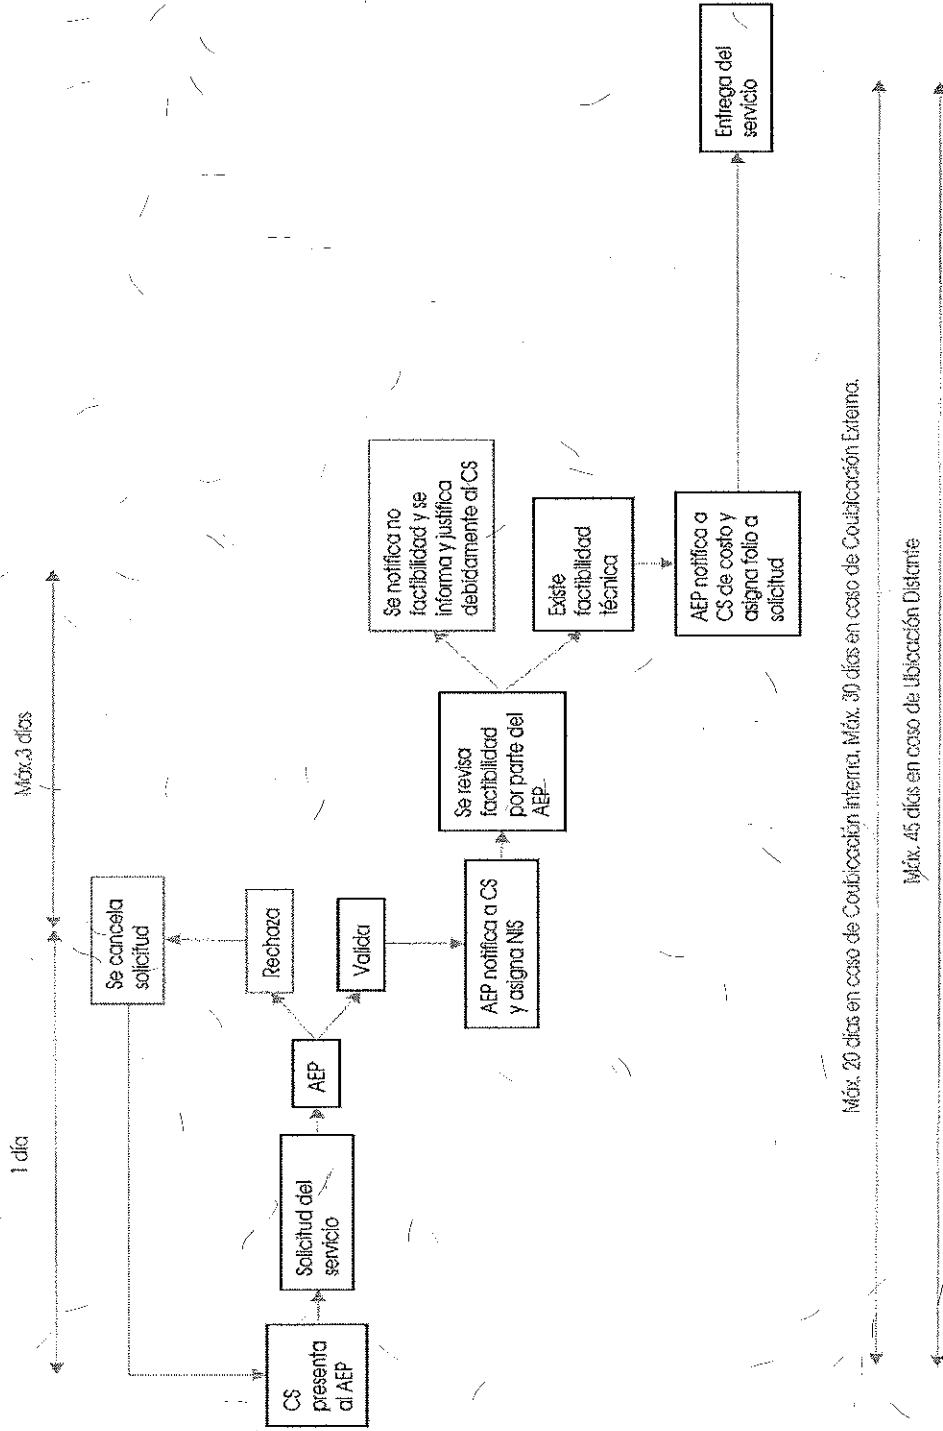 1 día
Máx.3 días
Se cancela
solicitud
CS
presenta
al AEP
Solicitud del
servicio
AEP
Rechaza
Valida
AEP notifica a CS
y asigna NIS
Se revisa
factibilidad
por parte del
AEP
Se notifica no
factibilidad y se
informa y justifica
debidamente al CS
Existe
factibilidad
técnica
AEP notifica a
CS de costo y
asigna folio a
solicitud
Entrega del
servicio
Máx. 20 días en caso de Coubicación Interna, Máx. 30 días en caso de Coubicación Externa.
Máx. 45 días en caso de Ubicación Distante